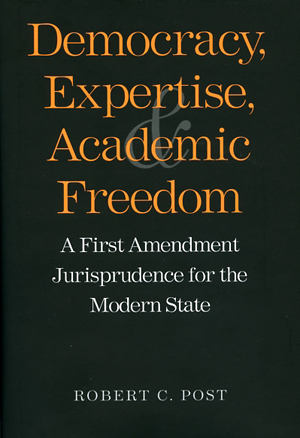 Democracy,
Expertise,
& Academic
Freedom
A First Amendment
Jurisprudence for the
Modern State
ROBERT C. POST